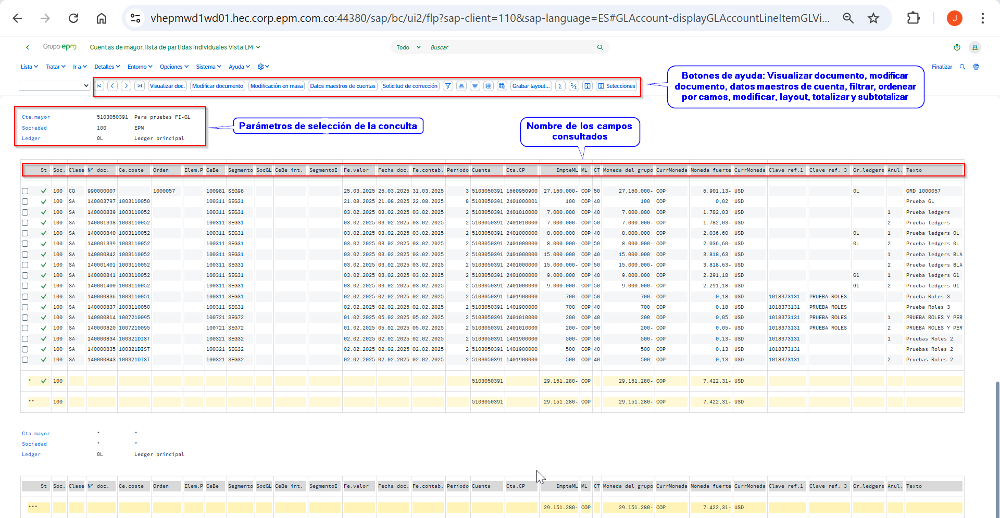 vhepmwd1wd01.hec.corp.epm.com.co:44380/sap/bc/ui2/flp?sap-client=110&sap-language=ES#GLAccount-displayGLAccountLineItemGLVi...
J
Grupo·epm Cuentas de mayor, lista de partidas individuales Vista LM Todo Buscar
Lista Tratar Ir a Detalles Entorno Opciones Sistema Ayuda Finalizar
Visualizar doc. Modificar documento Modificación en masa Datos maestros de cuentas Solicitud de corrección Grabar layout... Selecciones
Botones de ayuda: Visualizar documento, modificar
documento, datos maestros de cuenta, filtrar, ordenear
por camos, modificar, layout, totalizar y subtotalizar
Cta.mayor 5103050391 Para pruebas FI-GL
Sociedad 100 EPM
Ledger 0L Ledger principal
Parámetros de selección de la conculta
Nombre de los campos
consultados
St Soc. Clase Nº doc. Ce.coste Orden Elem.P CeBe Segmento SocGL CeBe int. SegmentoI Fe.valor Fecha doc. Fe.contab. Período Cuenta Cta.CP ImpteML ML CT Moneda del grupo CurrMoneda Moneda fuerte CurrMoneda Clave ref.1 Clave ref. 3 Gr.ledgers Anul. Texto
100 CQ 990000007 1000057 100981 SEG98 25.03.2025 25.03.2025 31.03.2025 3 5103050391 1660950900 27.160.000- COP 50 27.160.000- COP 6.901,13- USD 0L ORD 1000057
100 SA 140003797 1003110050 100311 SEG31 21.08.2025 21.08.2025 22.08.2025 8 5103050391 2401000001 100 COP 40 100 COP 0,02 USD Prueba GL
100 SA 140000839 1003110052 100311 SEG31 03.02.2025 03.02.2025 03.02.2025 2 5103050391 2401010000 7.000.000 COP 40 7.000.000 COP 1.782,03 USD 1 Prueba ledgers
100 SA 140001398 1003110052 100311 SEG31 03.02.2025 03.02.2025 03.02.2025 2 5103050391 2401010000 7.000.000- COP 50 7.000.000- COP 1.782,03- USD 2 Prueba ledgers
100 SA 140000840 1003110052 100311 SEG31 03.02.2025 03.02.2025 03.02.2025 2 5103050391 2401000000 8.000.000 COP 40 8.000.000 COP 2.036,60 USD 0L 1 Prueba ledgers 0L
100 SA 140001399 1003110052 100311 SEG31 03.02.2025 03.02.2025 03.02.2025 2 5103050391 2401000000 8.000.000- COP 50 8.000.000- COP 2.036,60- USD 0L 2 Prueba ledgers 0L
100 SA 140000842 1003110052 100311 SEG31 03.02.2025 03.02.2025 03.02.2025 2 5103050391 2401000000 15.000.000 COP 40 15.000.000 COP 3.818,63 USD 1 Prueba ledgers BLA
100 SA 140001401 1003110052 100311 SEG31 03.02.2025 03.02.2025 03.02.2025 2 5103050391 2401000000 15.000.000- COP 50 15.000.000- COP 3.818,63- USD 2 Prueba ledgers BLA
100 SA 140000841 1003110052 100311 SEG31 03.02.2025 03.02.2025 03.02.2025 2 5103050391 2401000000 9.000.000 COP 40 9.000.000 COP 2.291,18 USD G1 1 Prueba ledgers G1
100 SA 140001400 1003110052 100311 SEG31 03.02.2025 03.02.2025 03.02.2025 2 5103050391 2401000000 9.000.000- COP 50 9.000.000- COP 2.291,18- USD G1 2 Prueba ledgers G1
100 SA 140000836 1003110051 100311 SEG31 02.02.2025 02.02.2025 02.02.2025 2 5103050391 1401900000 700- COP 50 700- COP 0,18- USD 1018373131 PRUEBA ROLES Prueba Roles 3
100 SA 140000837 1003110050 100311 SEG31 02.02.2025 02.02.2025 02.02.2025 2 5103050391 1401900000 700 COP 40 700 COP 0,18 USD 1018373131 PRUEBA ROLES Prueba Roles 3
100 SA 140000814 1007210095 100721 SEG72 01.02.2025 05.02.2025 05.02.2025 2 5103050391 2401010000 200 COP 40 200 COP 0,05 USD 1018373131 PRUEBA ROLES 1 PRUEBA ROLES Y PER
100 SA 140000820 1007210095 100721 SEG72 01.02.2025 05.02.2025 05.02.2025 2 5103050391 2401010000 200- COP 50 200- COP 0,05- USD 1018373131 PRUEBA ROLES 2 PRUEBA ROLES Y PER
100 SA 140000834 100321DIST 100321 SEG32 02.02.2025 02.02.2025 02.02.2025 2 5103050391 1401900000 500- COP 50 500- COP 0,13- USD 1018373131 1 Pruebas Roles 2
100 SA 140000835 100321DIST 100321 SEG32 02.02.2025 02.02.2025 02.02.2025 2 5103050391 1401900000 500 COP 40 500 COP 0,13 USD 1018373131 Pruebas Roles 2
100 SA 140000843 100321DIST 100321 SEG32 02.02.2025 02.02.2025 02.02.2025 2 5103050391 1401900000 500 COP 40 500 COP 0,13 USD 1018373131 2 Pruebas Roles 2
* 100 5103050391 29.151.280- COP 29.151.280- COP 7.422,31- USD
** 100 5103050391 29.151.280- COP 29.151.280- COP 7.422,31- USD
Cta.mayor * *
Sociedad * *
Ledger 0L Ledger principal
St Soc. Clase Nº doc. Ce.coste Orden Elem.P CeBe Segmento SocGL CeBe int. SegmentoI Fe.valor Fecha doc. Fe.contab. Período Cuenta Cta.CP ImpteML ML CT Moneda del grupo CurrMoneda Moneda fuerte CurrMoneda Clave ref.1 Clave ref. 3 Gr.ledgers Anul. Texto
*** 29.151.280- COP 29.151.280- COP 7.422,31- USD